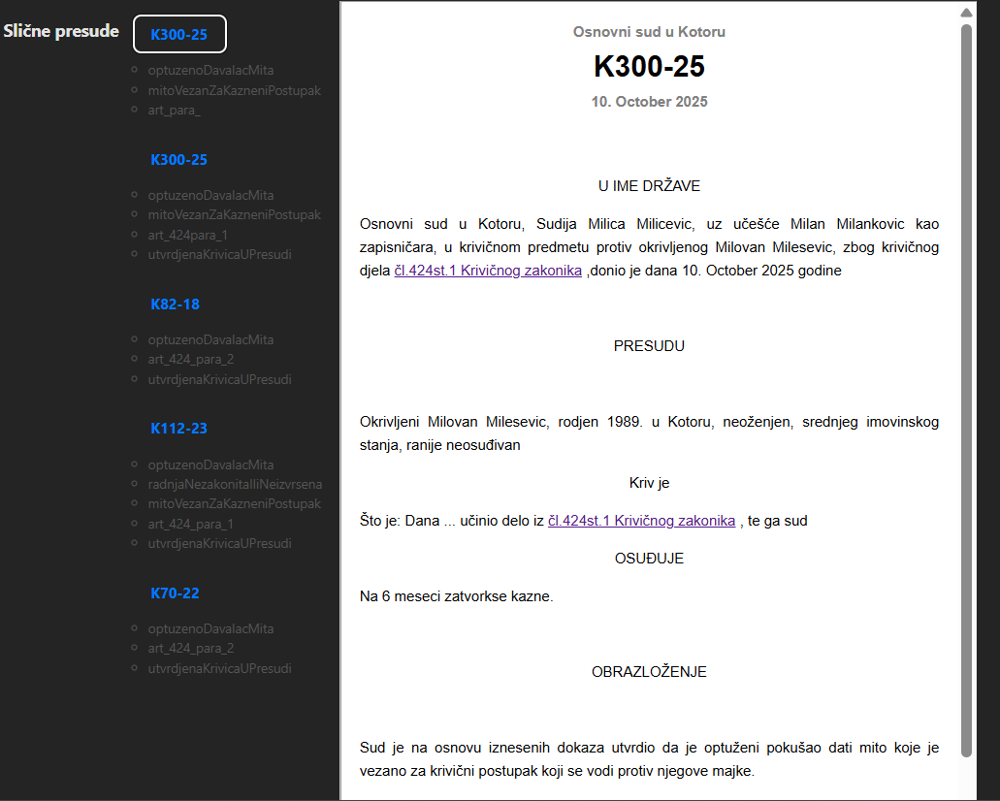 Slične presude
K300-25
optuzenoDavalacMita
mitoVezanZaKazneniPostupak
art_para_
K300-25
optuzenoDavalacMita
mitoVezanZaKazneniPostupak
art_424para_1
utvrdjenaKrivicaUPresudi
K82-18
optuzenoDavalacMita
art_424_para_2
utvrdjenaKrivicaUPresudi
K112-23
optuzenoDavalacMita
radnjaNezakonitaIliNeizvrsena
mitoVezanZaKazneniPostupak
art_424_para_1
utvrdjenaKrivicaUPresudi
K70-22
optuzenoDavalacMita
art_424_para_2
utvrdjenaKrivicaUPresudi
Osnovni sud u Kotoru
K300-25
10. October 2025
U IME DRŽAVE
Osnovni sud u Kotoru, Sudija Milica Milicevic, uz učešće Milan Milankovic kao
zapisničara, u krivičnom predmetu protiv okrivljenog Milovan Milesevic, zbog krivičnog
djela čl.424st.1 Krivičnog zakonika ,donio je dana 10. October 2025 godine
PRESUDU
Okrivljeni Milovan Milesevic, rodjen 1989. u Kotoru, neoženjen, srednjeg imovinskog
stanja, ranije neosuđivan
Kriv je
Što je: Dana ... učinio delo iz čl.424st.1 Krivičnog zakonika , te ga sud
OSUĐUJE
Na 6 meseci zatvorkse kazne.
OBRAZLOŽENJE
Sud je na osnovu iznesenih dokaza utvrdio da je optuženi pokušao dati mito koje je
vezano za krivični postupak koji se vodi protiv njegove majke.